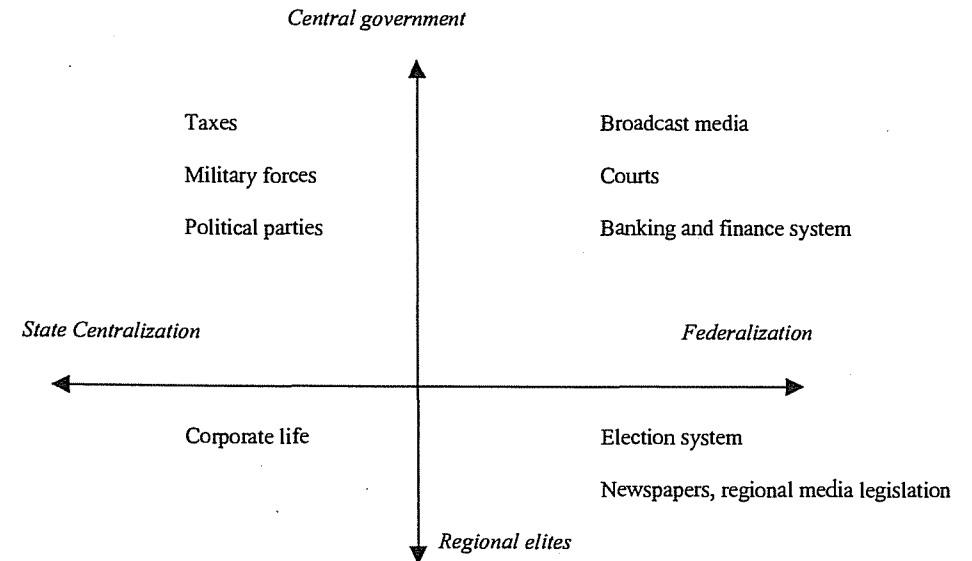 Central government
Taxes
Broadcast media
Military forces
Courts
Political parties
Banking and finance system
State Centralization
Federalization
Corporate life
Election system
Newspapers, regional media legislation
Regional elites